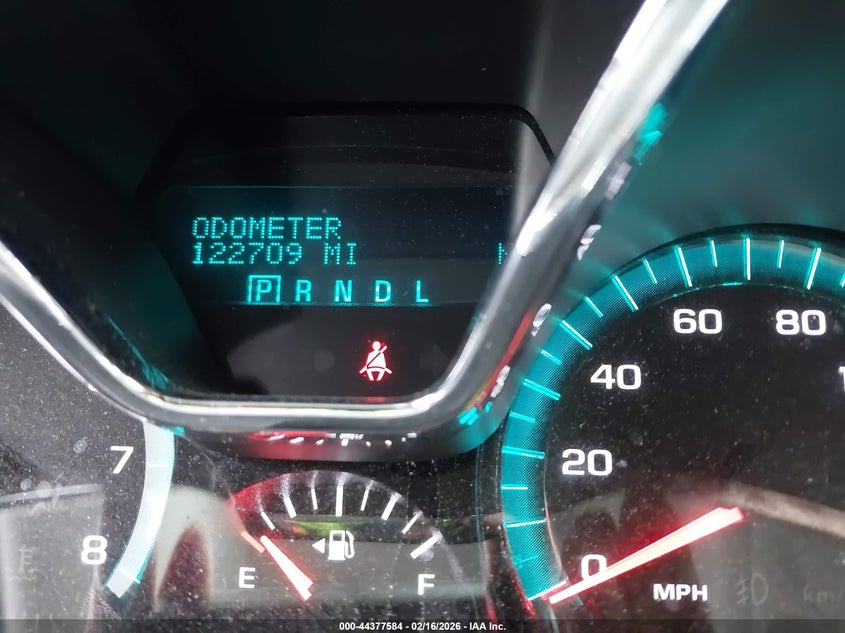 ODOMETER
122709 MI
P R N D L
60 80
40
20
0
MPH
7
8
E F
000-44377584 - 02/16/2026 - IAA Inc.